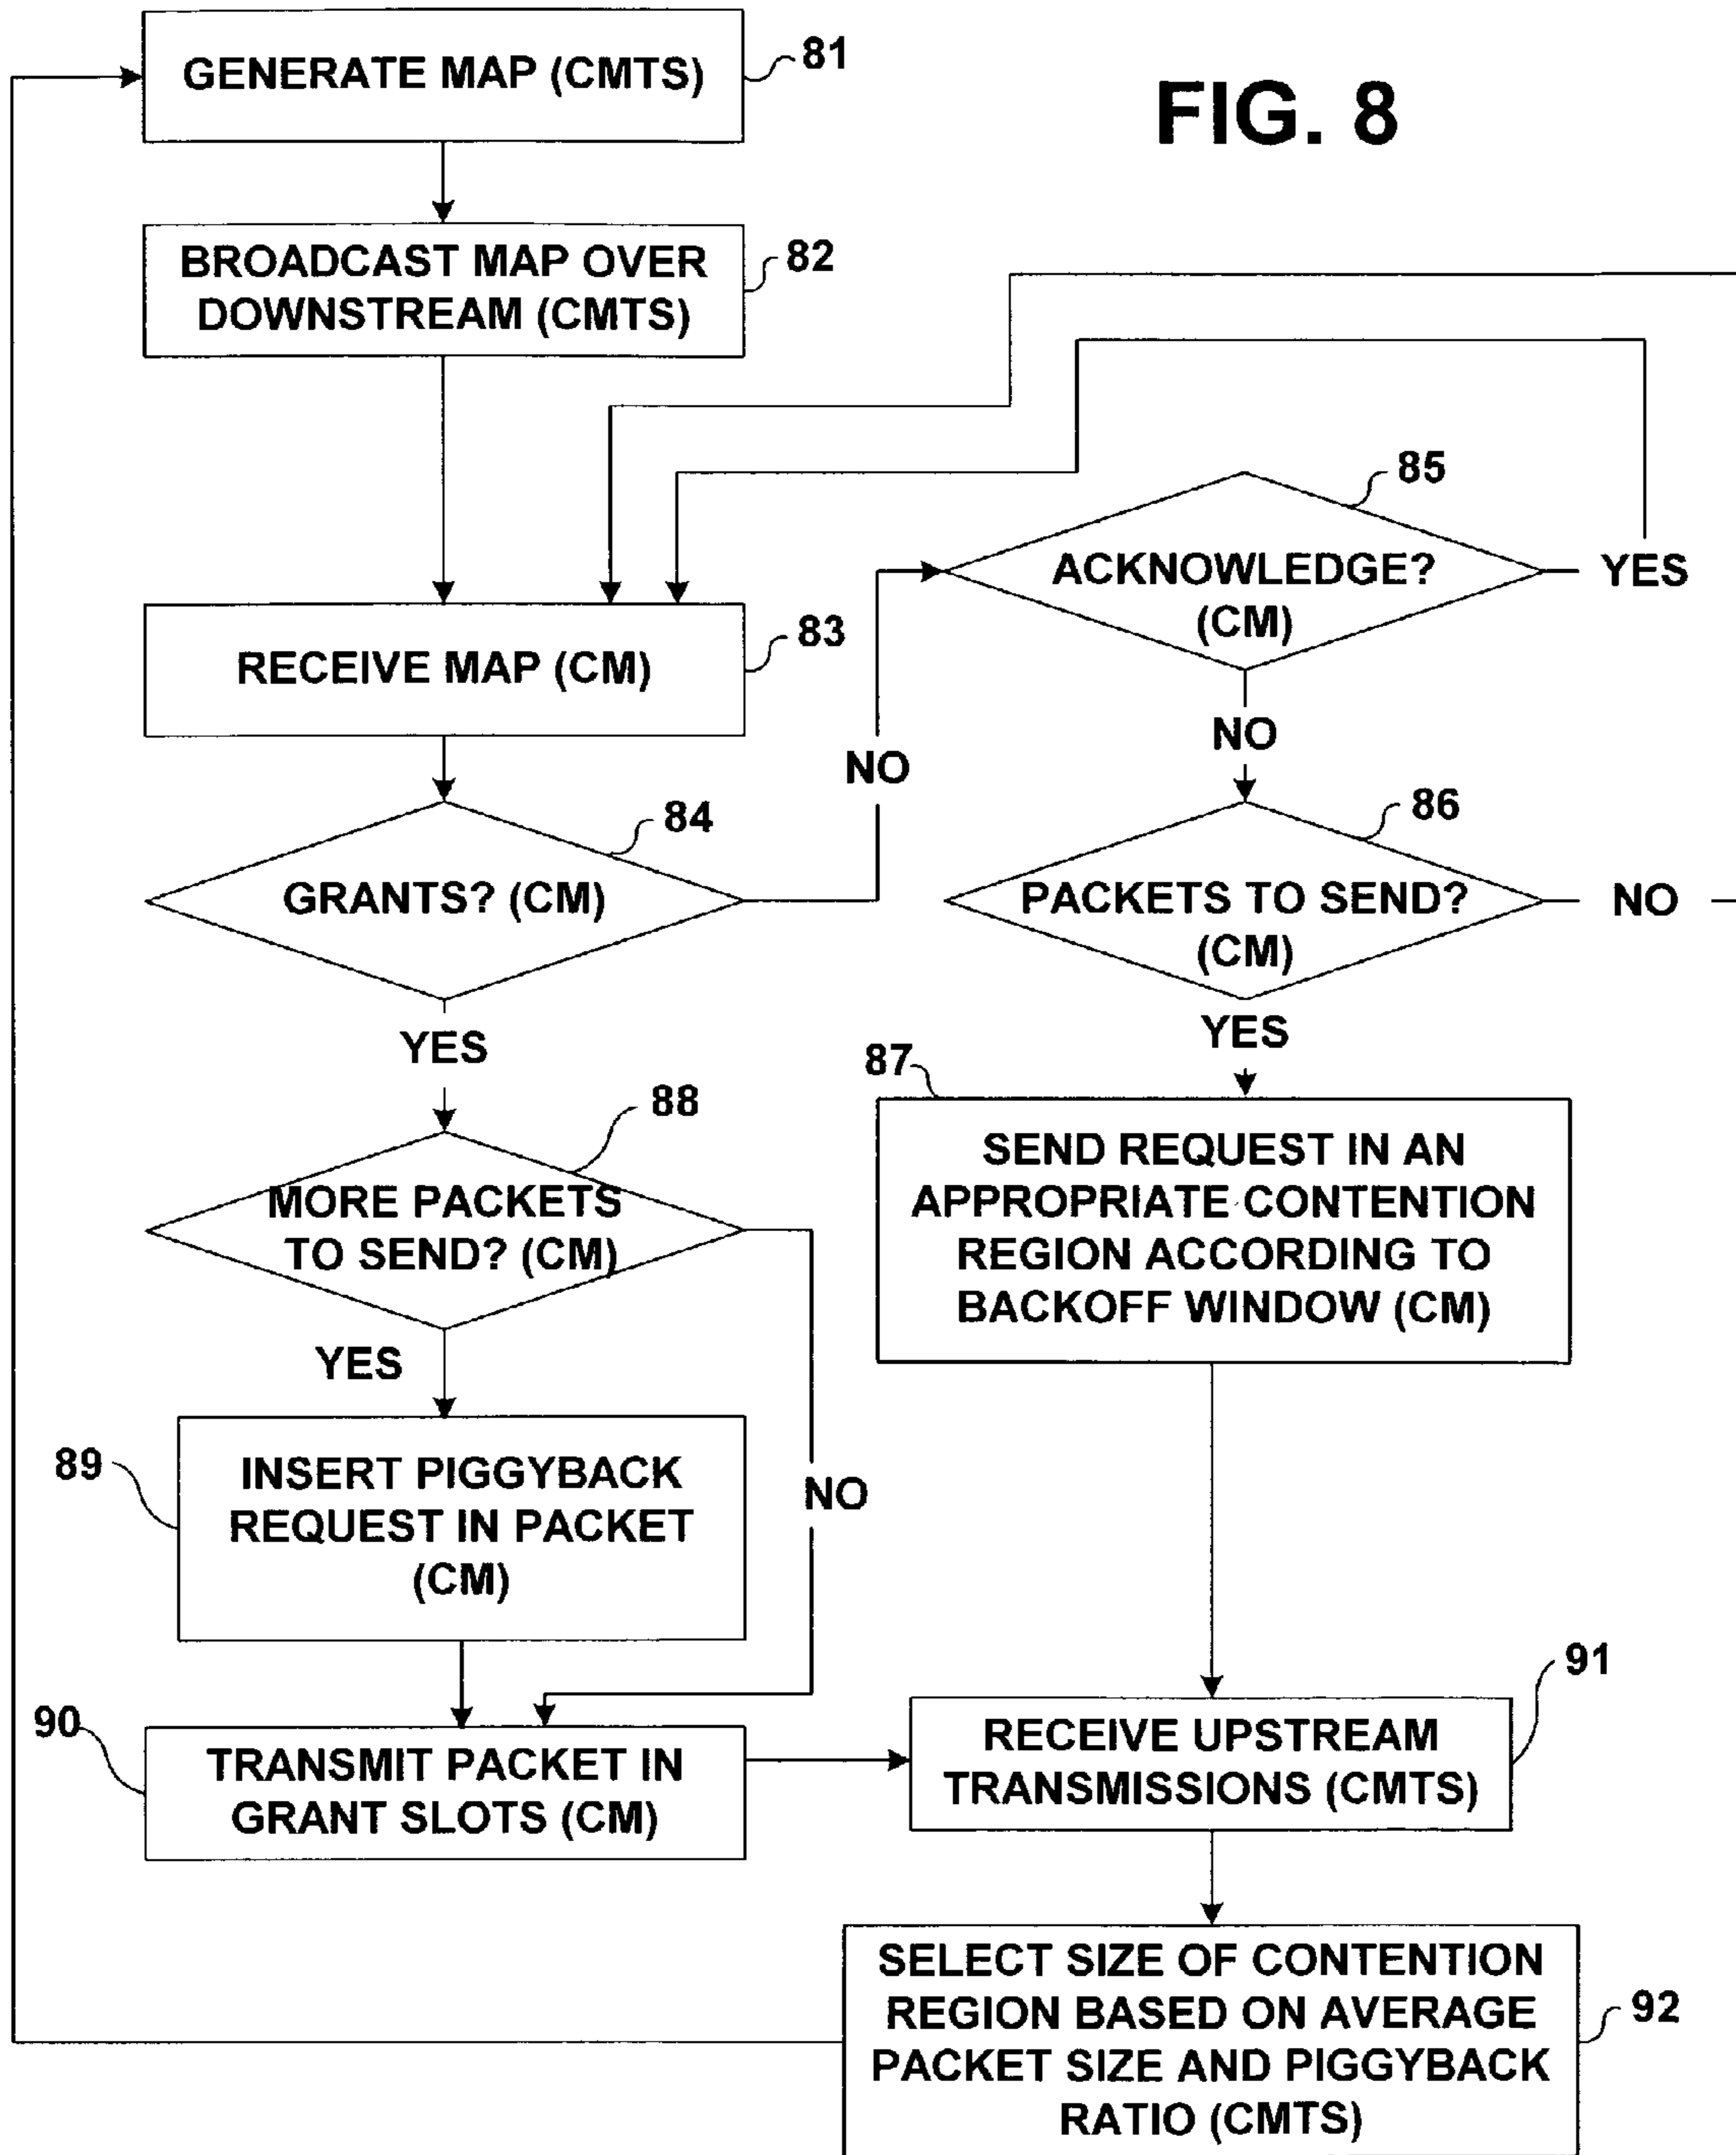 FIG. 8
GENERATE MAP (CMTS)
81
BROADCAST MAP OVER
DOWNSTREAM (CMTS)
82
RECEIVE MAP (CM)
83
GRANTS? (CM)
84
NO
YES
ACKNOWLEDGE?
(CM)
85
YES
NO
PACKETS TO SEND?
(CM)
86
NO
YES
87
SEND REQUEST IN AN
APPROPRIATE CONTENTION
REGION ACCORDING TO
BACKOFF WINDOW (CM)
MORE PACKETS
TO SEND? (CM)
88
YES
NO
89
INSERT PIGGYBACK
REQUEST IN PACKET
(CM)
90
TRANSMIT PACKET IN
GRANT SLOTS (CM)
RECEIVE UPSTREAM
TRANSMISSIONS (CMTS)
91
SELECT SIZE OF CONTENTION
REGION BASED ON AVERAGE
PACKET SIZE AND PIGGYBACK
RATIO (CMTS)
92